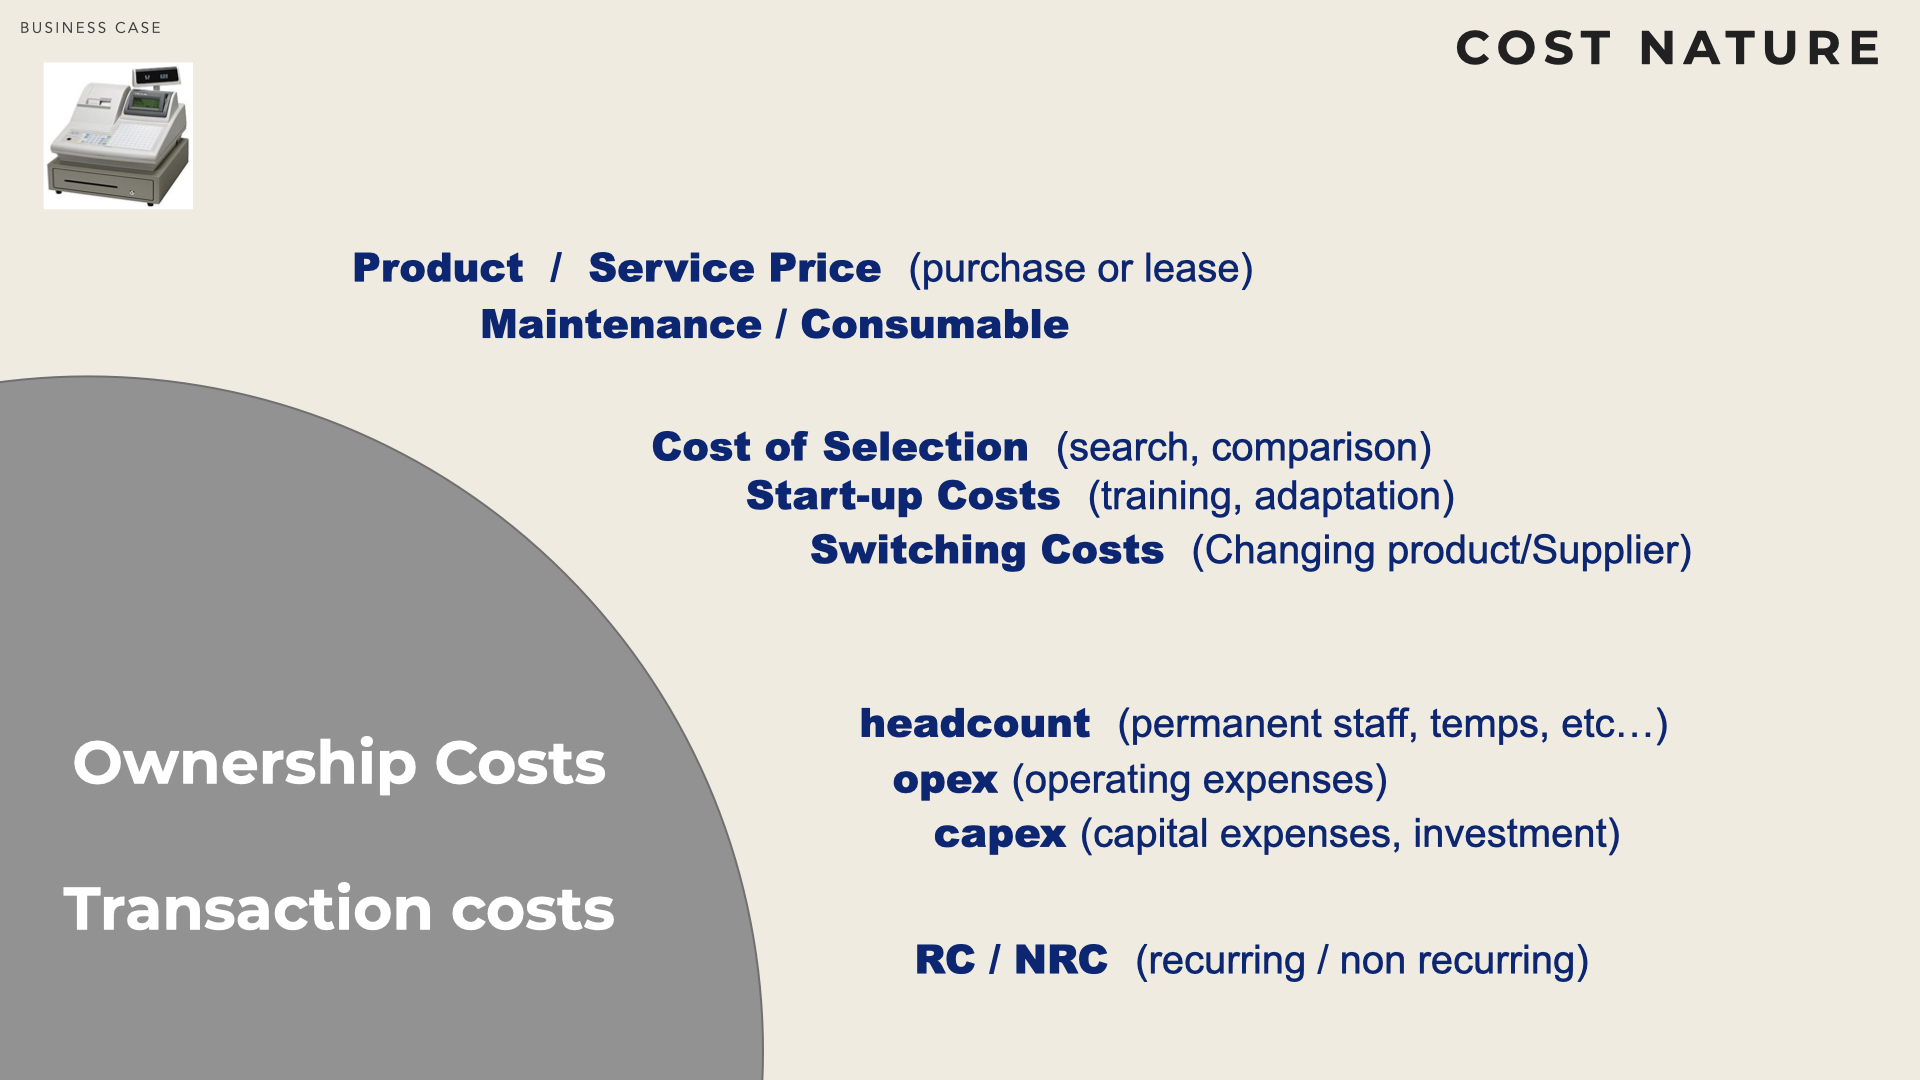 BUSINESS CASE
COST NATURE
Product / Service Price (purchase or lease)
Maintenance / Consumable
Cost of Selection (search, comparison)
Start-up Costs (training, adaptation)
Switching Costs (Changing product/Supplier)
headcount (permanent staff, temps, etc…)
opex (operating expenses)
capex (capital expenses, investment)
RC / NRC (recurring / non recurring)
Ownership Costs
Transaction costs